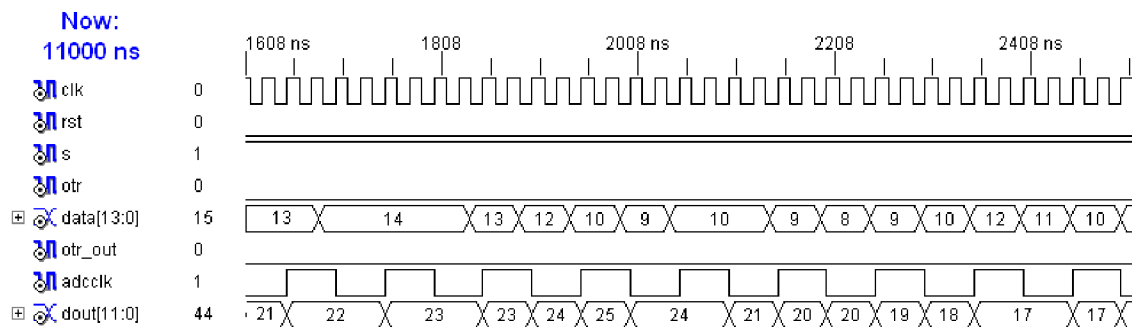 Now:
11000 ns
1608 ns 1808 2008 ns 2208 2408 ns
clk 0
rst 0
s 1
otr 0
data[13:0] 15 13 14 13 12 10 9 10 9 8 9 10 12 11 10
otr_out 0
adcclk 1
dout[11:0] 44 21 22 23 23 24 25 24 21 20 20 19 18 17 17